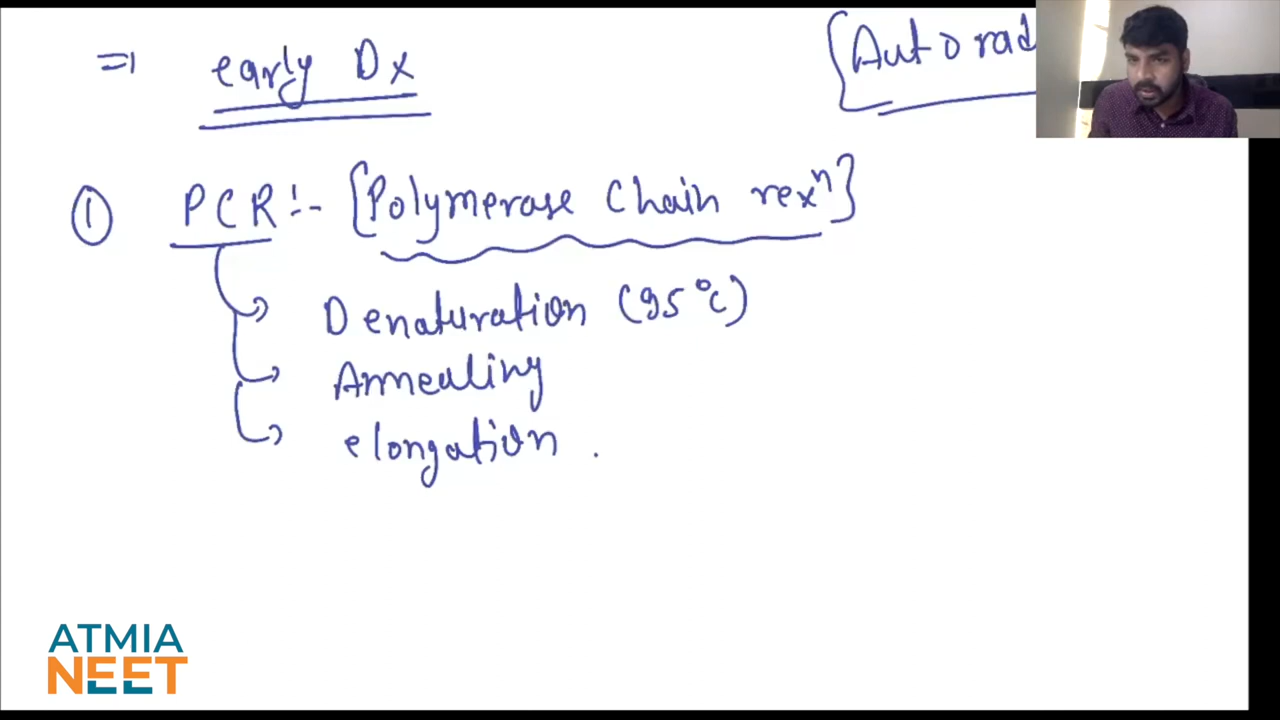 ⇒ early Dx
{Autorad
① PCR :- {Polymerase Chain rexⁿ}
Denaturation (95°C)
Annealing
elongation .
ATMIA
NEET